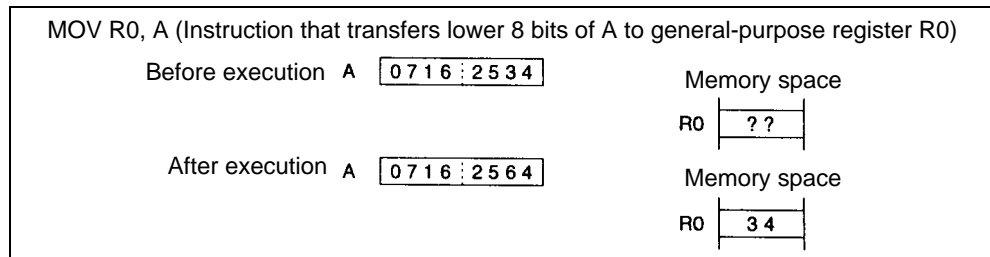 MOV R0, A (Instruction that transfers lower 8 bits of A to general-purpose register R0)
Before execution A 0716 2534
Memory space
R0 ??
After execution A 0716 2564
Memory space
R0 34